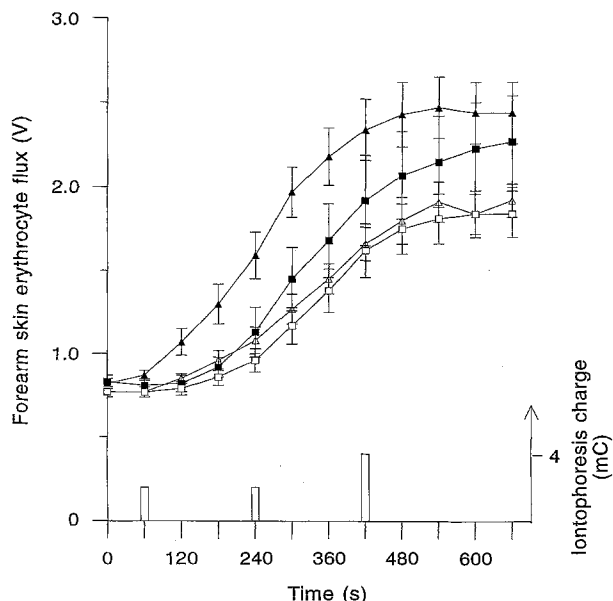 3.0
2.0
1.0
0
Forearm skin erythrocyte flux (V)
4
Iontophoresis charge
(mC)
0 120 240 360 480 600
Time (s)